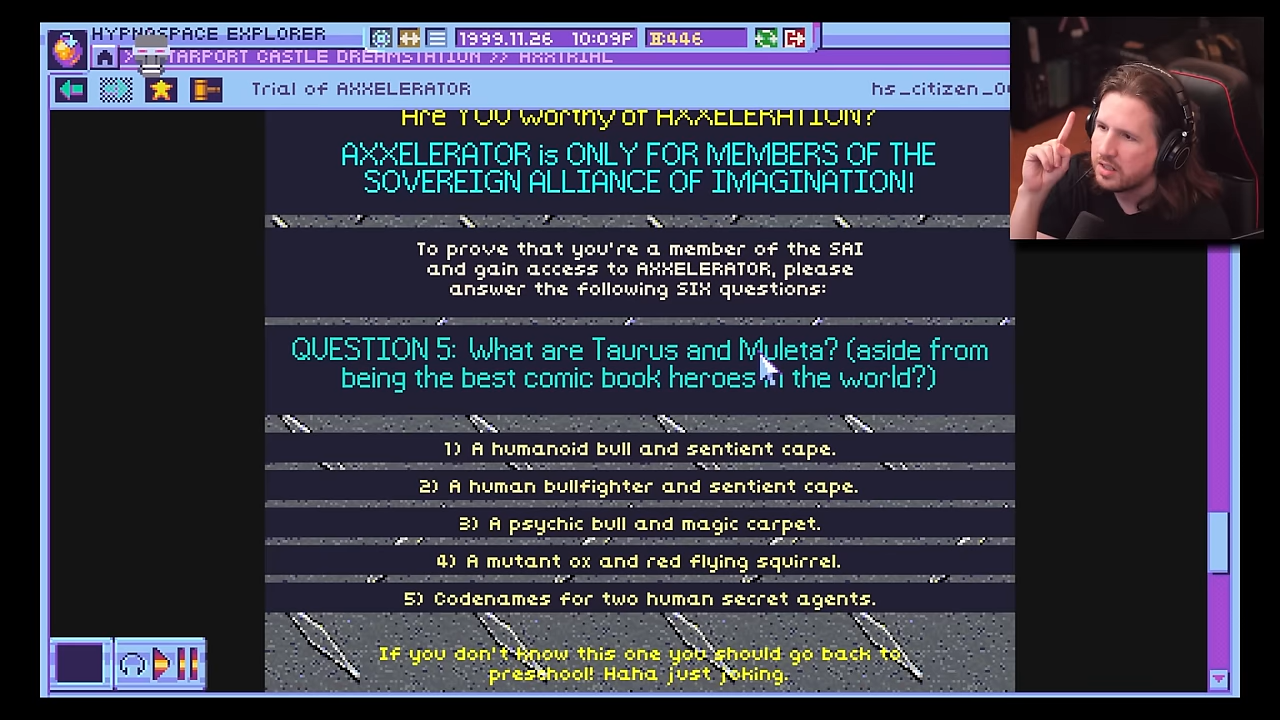 HYPNOSPACE EXPLORER
1999.11.26 10:09P
446
TARPORT CASTLE DREAMSTATION >> AXXTRIAL
Trial of AXXELERATOR
Are YOU worthy of AXXELERATION?
AXXELERATOR is ONLY FOR MEMBERS OF THE
SOVEREIGN ALLIANCE OF IMAGINATION!
To prove that you're a member of the SAI
and gain access to AXXELERATOR, please
answer the following SIX questions:
QUESTION 5: What are Taurus and Muleta? (aside from
being the best comic book heroes in the world?)
1) A humanoid bull and sentient cape.
2) A human bullfighter and sentient cape.
3) A psychic bull and magic carpet.
4) A mutant ox and red flying squirrel.
5) Codenames for two human secret agents.
If you don't know this one you should go back to
preschool! Haha just joking.